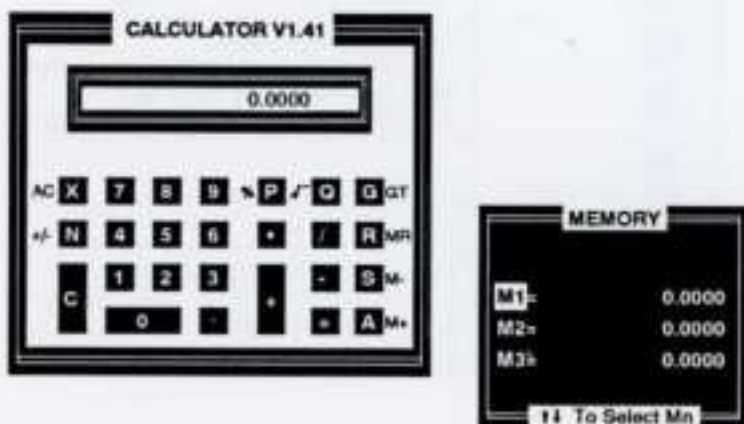 CALCULATOR V1.41
0.0000
AC X 7 8 9 % P √ Q G GT
+/- N 4 5 6 * / R MR
C 1 2 3 + - S M-
0 . = A M+
MEMORY
M1= 0.0000
M2= 0.0000
M3= 0.0000
↑↓ To Select Mn